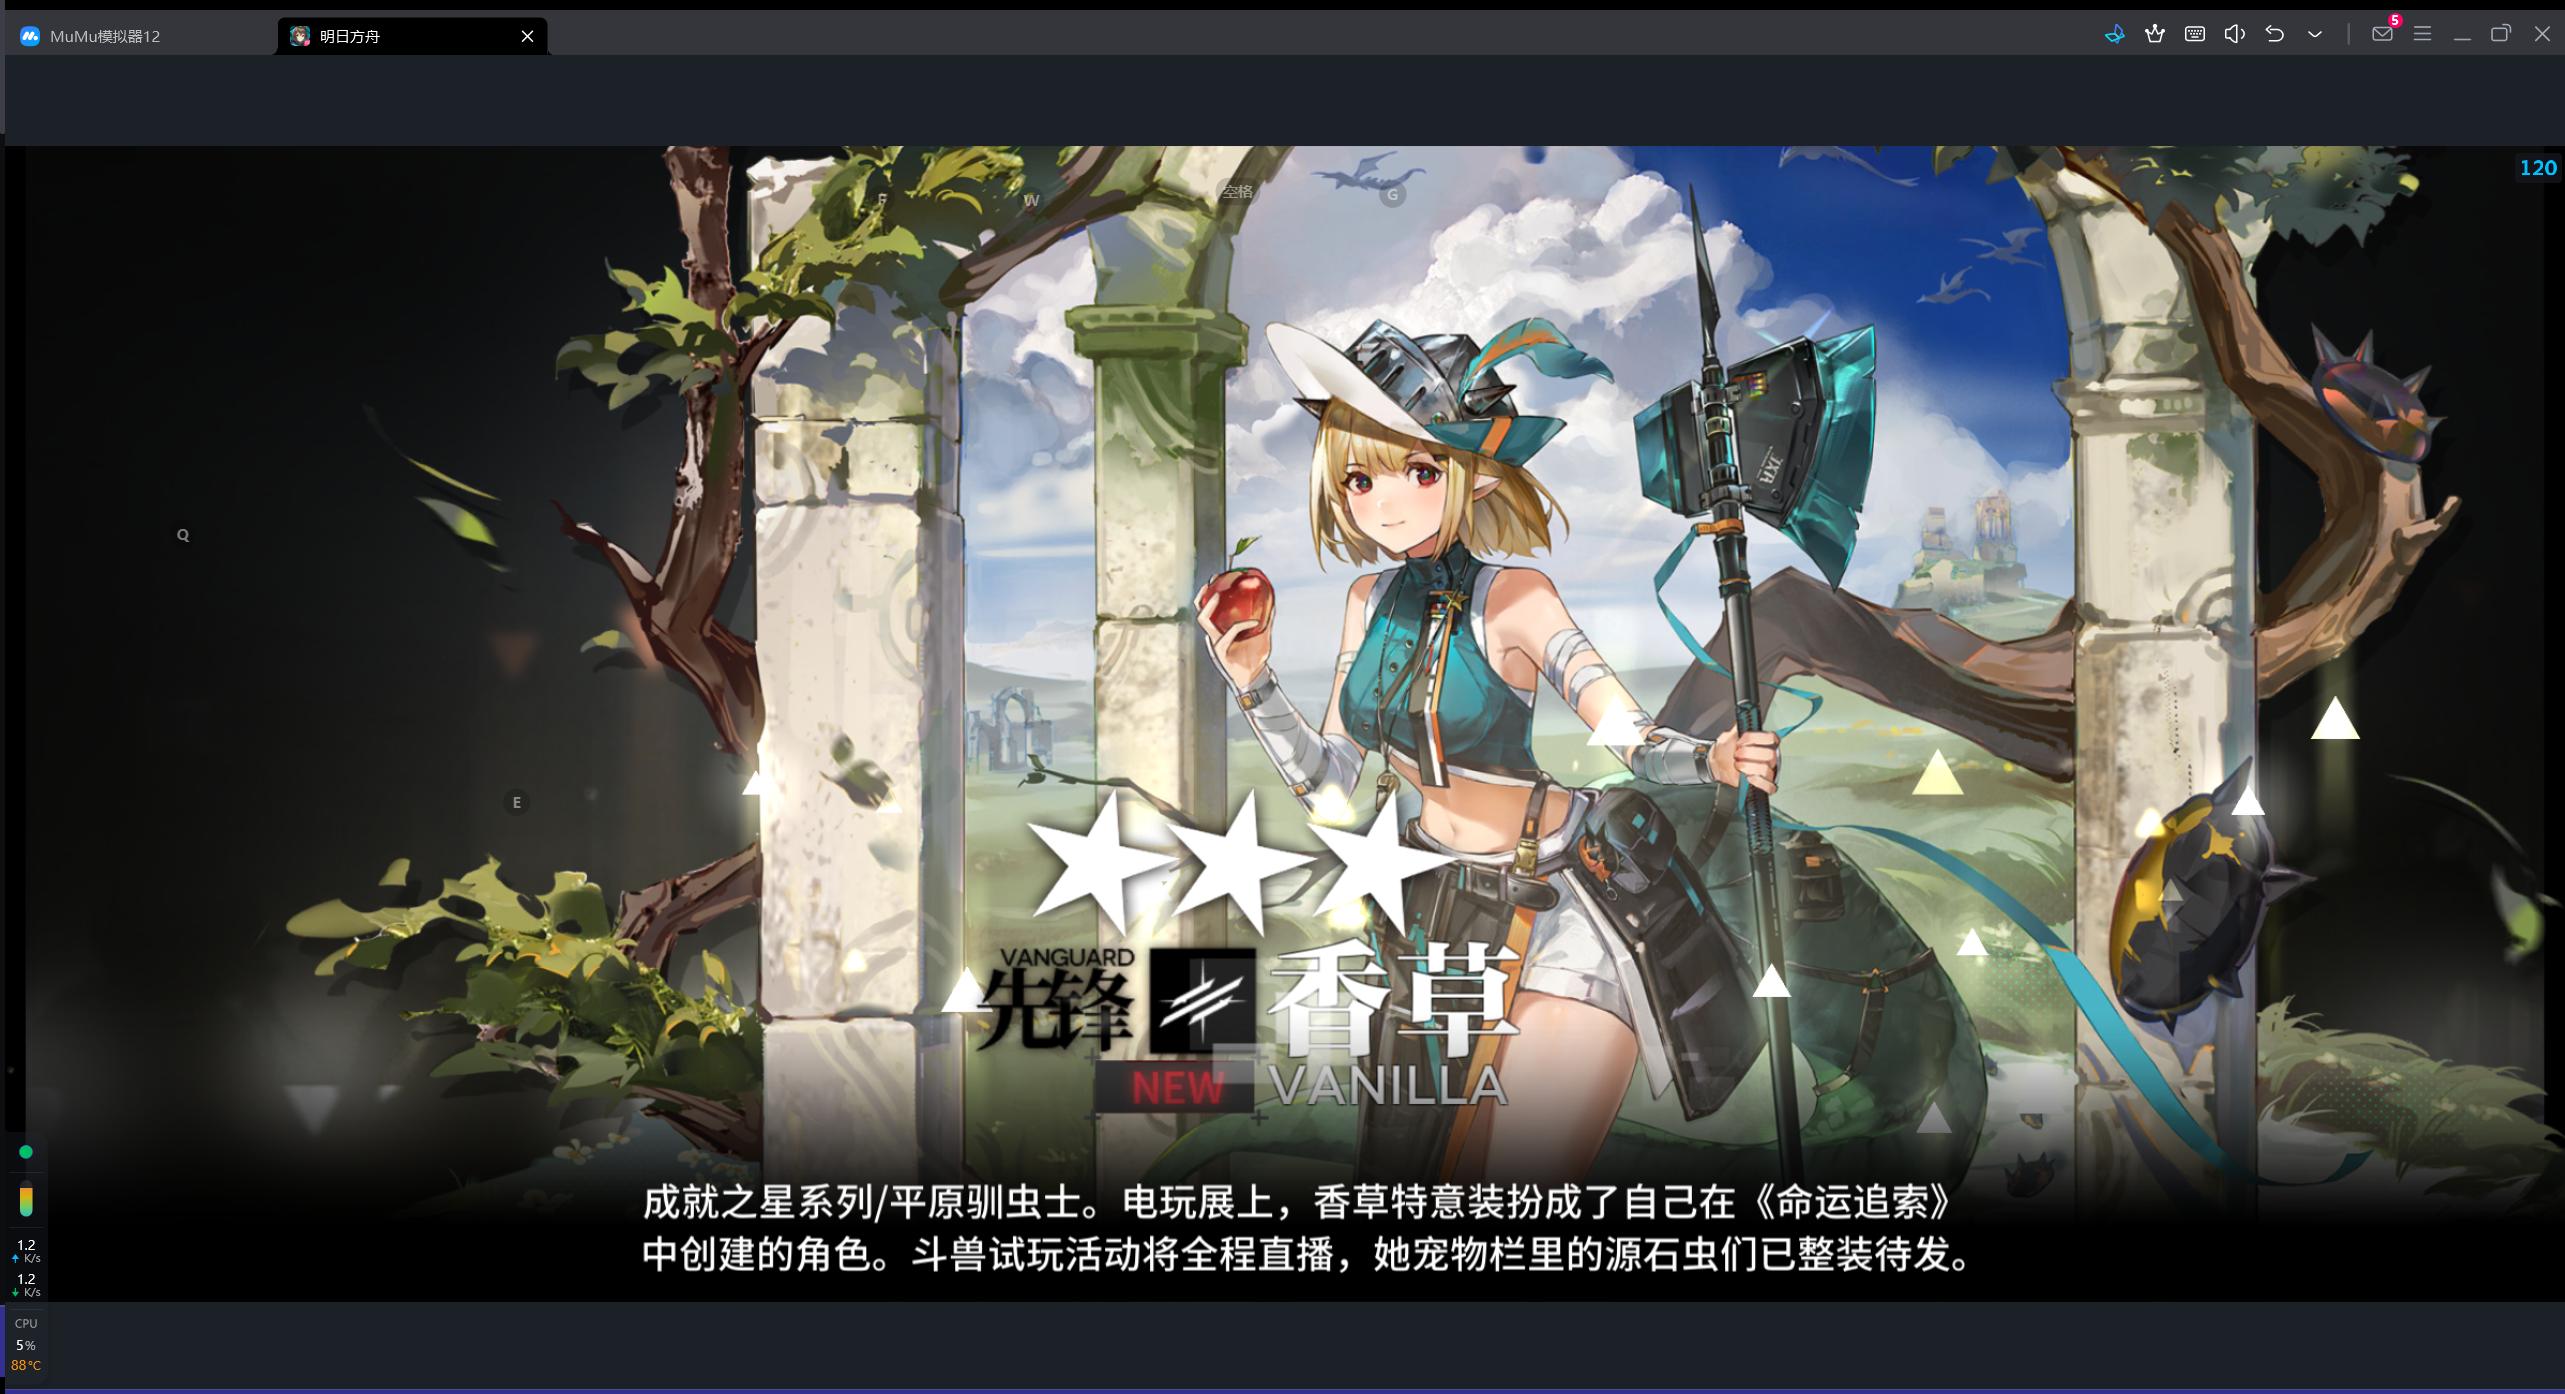 MuMu模拟器12
明日方舟
5
120
F
W
空格
G
Q
E
JXTA
VANGUARD
先锋
香草
NEW
VANILLA
成就之星系列/平原驯虫士。电玩展上，香草特意装扮成了自己在《命运追索》
中创建的角色。斗兽试玩活动将全程直播，她宠物栏里的源石虫们已整装待发。
1.2
K/s
1.2
K/s
CPU
5%
88°C